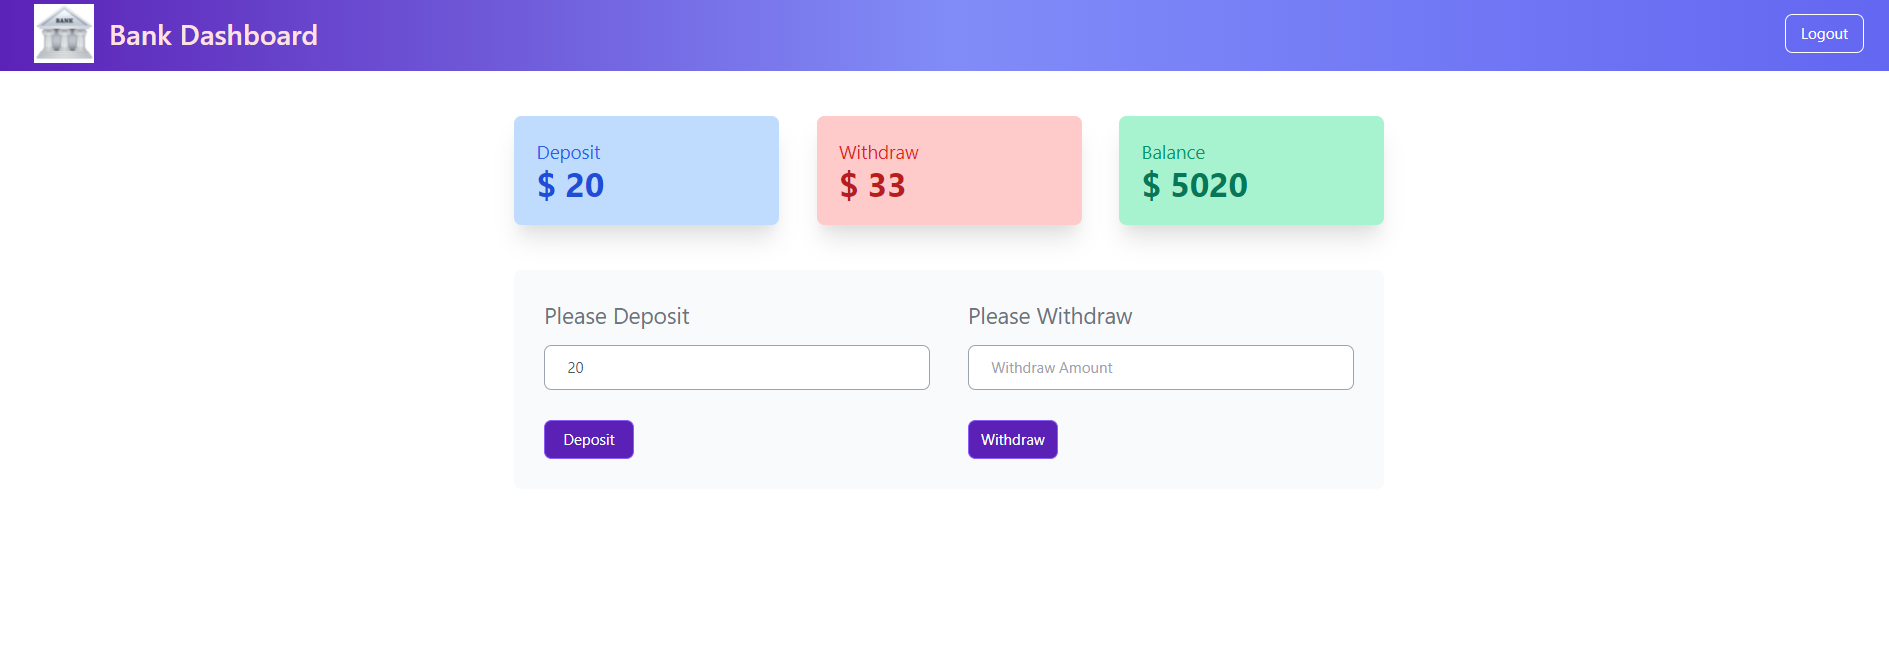 BANK
Bank Dashboard
Logout
Deposit
$ 20
Withdraw
$ 33
Balance
$ 5020
Please Deposit
20
Deposit
Please Withdraw
Withdraw Amount
Withdraw